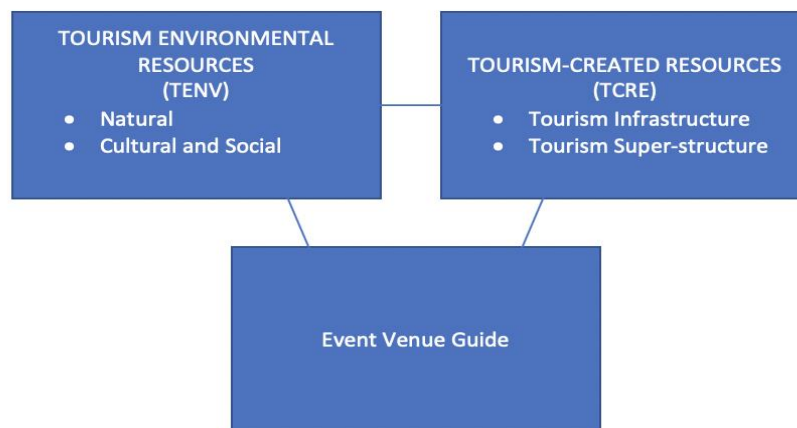 TOURISM ENVIRONMENTAL
RESOURCES
(TENV)
• Natural
• Cultural and Social
TOURISM-CREATED RESOURCES
(TCRE)
• Tourism Infrastructure
• Tourism Super-structure
Event Venue Guide